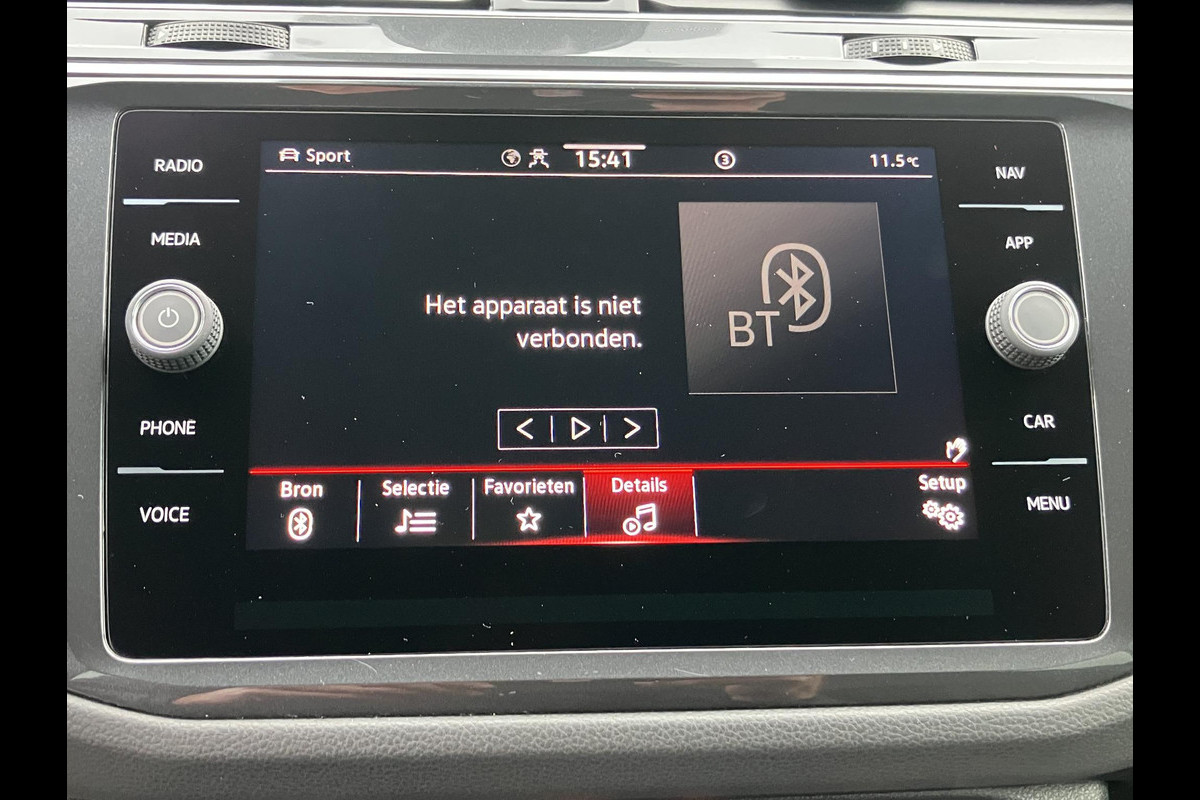 RADIO
MEDIA
PHONE
VOICE
Sport
15:41
3
11.5°C
Het apparaat is niet
verbonden.
BT
Bron
Selectie
Favorieten
Details
Setup
NAV
APP
CAR
MENU